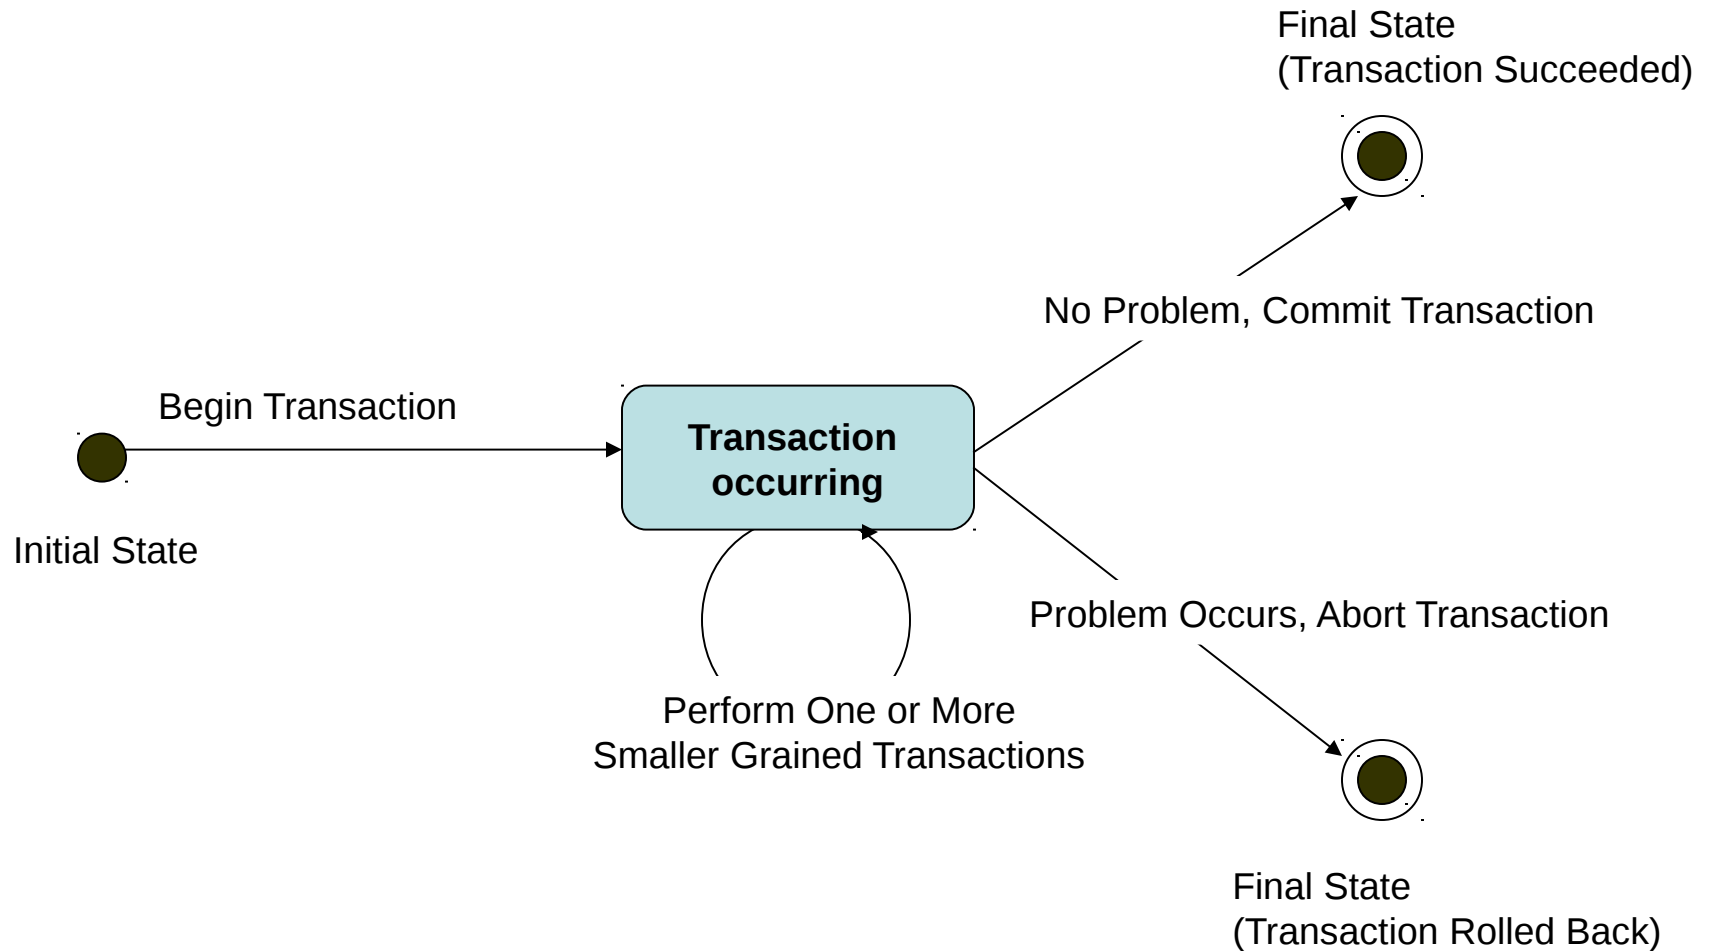 Final State
(Transaction Succeeded)
No Problem, Commit Transaction
Begin Transaction
Transaction
occurring
Initial State
Problem Occurs, Abort Transaction
Perform One or More
Smaller Grained Transactions
Final State
(Transaction Rolled Back)